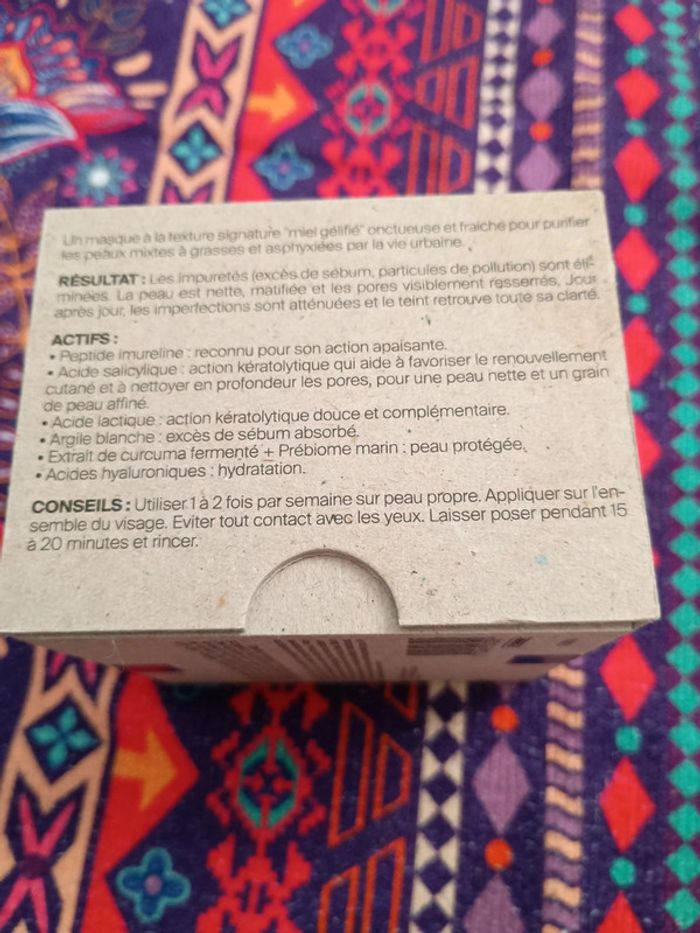 Un masque à la texture signature "miel gélifié" onctueuse et fraiche pour purifier
les peaux mixtes à grasses et asphyxiées par la vie urbaine.
RÉSULTAT : Les impuretés (excès de sébum, particules de pollution) sont éli-
minées. La peau est nette, matifiée et les pores visiblement resserrés. Jour
après jour, les imperfections sont atténuées et le teint retrouve toute sa clarté.
ACTIFS :
• Peptide imureline : reconnu pour son action apaisante.
• Acide salicylique : action kératolytique qui aide à favoriser le renouvellement
cutané et à nettoyer en profondeur les pores, pour une peau nette et un grain
de peau affiné.
• Acide lactique : action kératolytique douce et complémentaire.
• Argile blanche : excès de sébum absorbé.
• Extrait de curcuma fermenté + Prébiome marin : peau protégée.
• Acides hyaluroniques : hydratation.
CONSEILS : Utiliser 1 à 2 fois par semaine sur peau propre. Appliquer sur l'en-
semble du visage. Eviter tout contact avec les yeux. Laisser poser pendant 15
à 20 minutes et rincer.